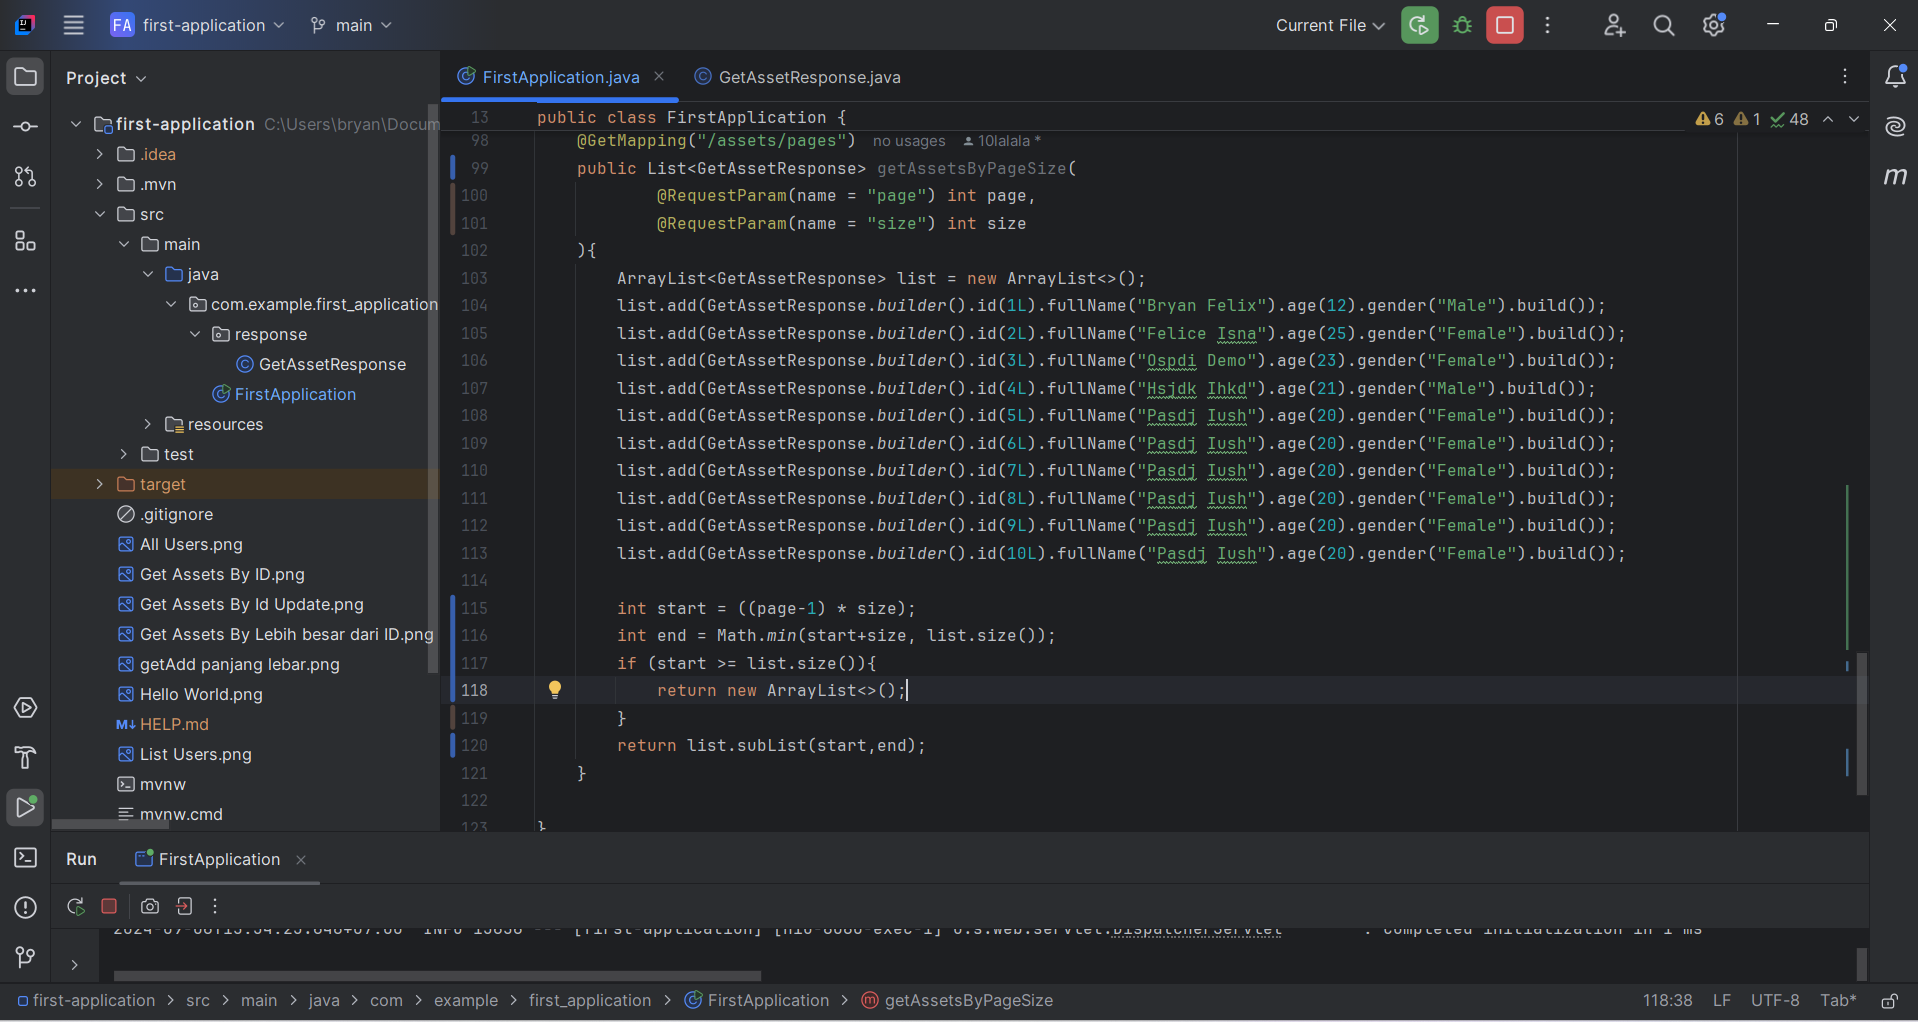 FA first-application main Current File
Project
FirstApplication.java GetAssetResponse.java
first-application C:\Users\bryan\Docum
.idea
.mvn
src
main
java
com.example.first_application
response
GetAssetResponse
FirstApplication
resources
test
target
.gitignore
All Users.png
Get Assets By ID.png
Get Assets By Id Update.png
Get Assets By Lebih besar dari ID.png
getAdd panjang lebar.png
Hello World.png
M↓ HELP.md
List Users.png
mvnw
mvnw.cmd
13 public class FirstApplication { 6 1 48
98 @GetMapping("/assets/pages") no usages 10lalala *
99 public List<GetAssetResponse> getAssetsByPageSize(
100 @RequestParam(name = "page") int page,
101 @RequestParam(name = "size") int size
102 ){
103 ArrayList<GetAssetResponse> list = new ArrayList<>();
104 list.add(GetAssetResponse.builder().id(1L).fullName("Bryan Felix").age(12).gender("Male").build());
105 list.add(GetAssetResponse.builder().id(2L).fullName("Felice Isna").age(25).gender("Female").build());
106 list.add(GetAssetResponse.builder().id(3L).fullName("Ospdi Demo").age(23).gender("Female").build());
107 list.add(GetAssetResponse.builder().id(4L).fullName("Hsjdk Ihkd").age(21).gender("Male").build());
108 list.add(GetAssetResponse.builder().id(5L).fullName("Pasdj Iush").age(20).gender("Female").build());
109 list.add(GetAssetResponse.builder().id(6L).fullName("Pasdj Iush").age(20).gender("Female").build());
110 list.add(GetAssetResponse.builder().id(7L).fullName("Pasdj Iush").age(20).gender("Female").build());
111 list.add(GetAssetResponse.builder().id(8L).fullName("Pasdj Iush").age(20).gender("Female").build());
112 list.add(GetAssetResponse.builder().id(9L).fullName("Pasdj Iush").age(20).gender("Female").build());
113 list.add(GetAssetResponse.builder().id(10L).fullName("Pasdj Iush").age(20).gender("Female").build());
114
115 int start = ((page-1) * size);
116 int end = Math.min(start+size, list.size());
117 if (start >= list.size()){
118 return new ArrayList<>();
119 }
120 return list.subList(start,end);
121 }
122
123 }
m
Run FirstApplication
[first-application] o.s.web.servlet.DispatcherServlet : Completed initialization in 1 ms
first-application > src > main > java > com > example > first_application > FirstApplication > getAssetsByPageSize 118:38 LF UTF-8 Tab*